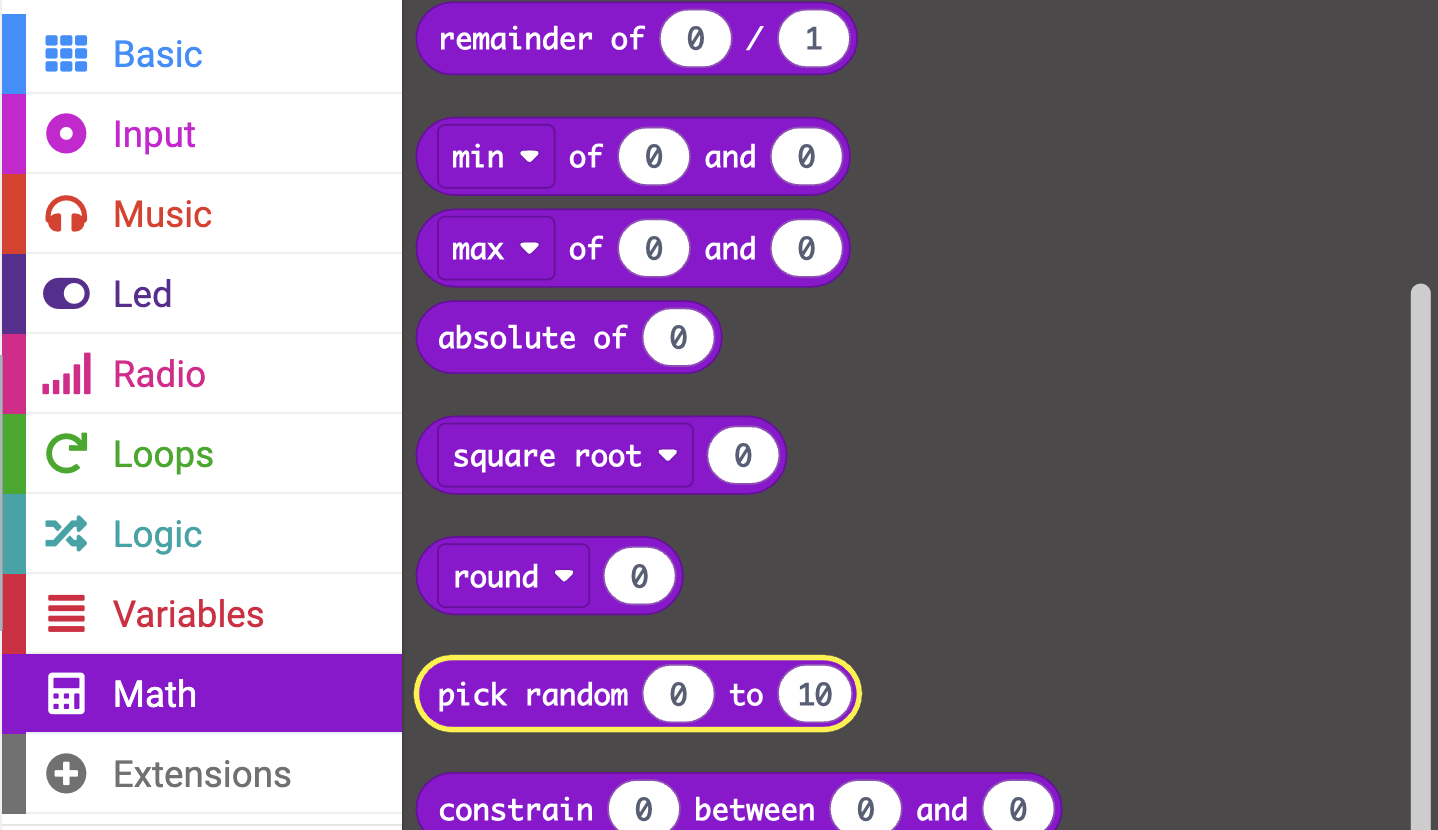 Basic
Input
Music
Led
Radio
Loops
Logic
Variables
Math
Extensions
remainder of 0 / 1
min of 0 and 0
max of 0 and 0
absolute of 0
square root 0
round 0
pick random 0 to 10
constrain 0 between 0 and 0